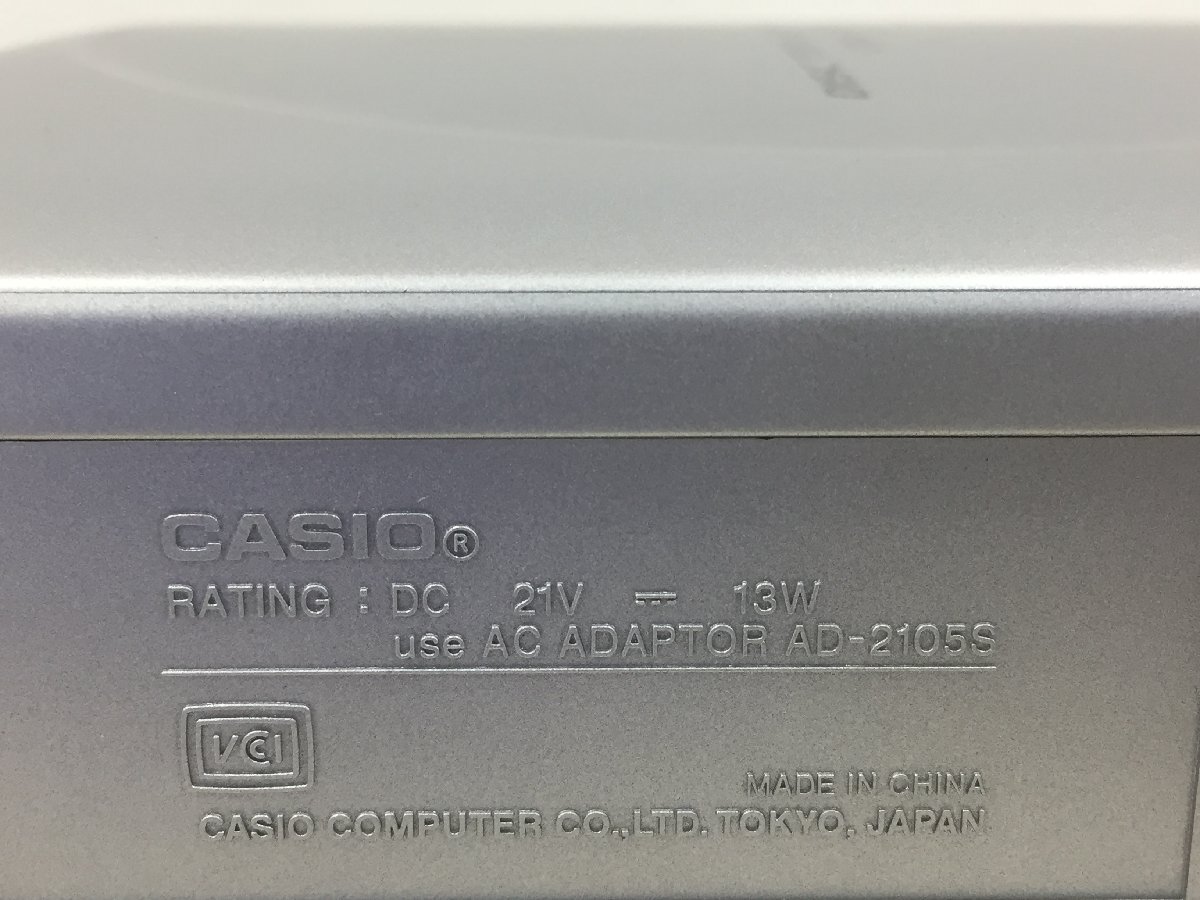 CASIO®
RATING : DC 21V ⎓ 13W
use AC ADAPTOR AD-2105S
VCCI
MADE IN CHINA
CASIO COMPUTER CO.,LTD. TOKYO, JAPAN